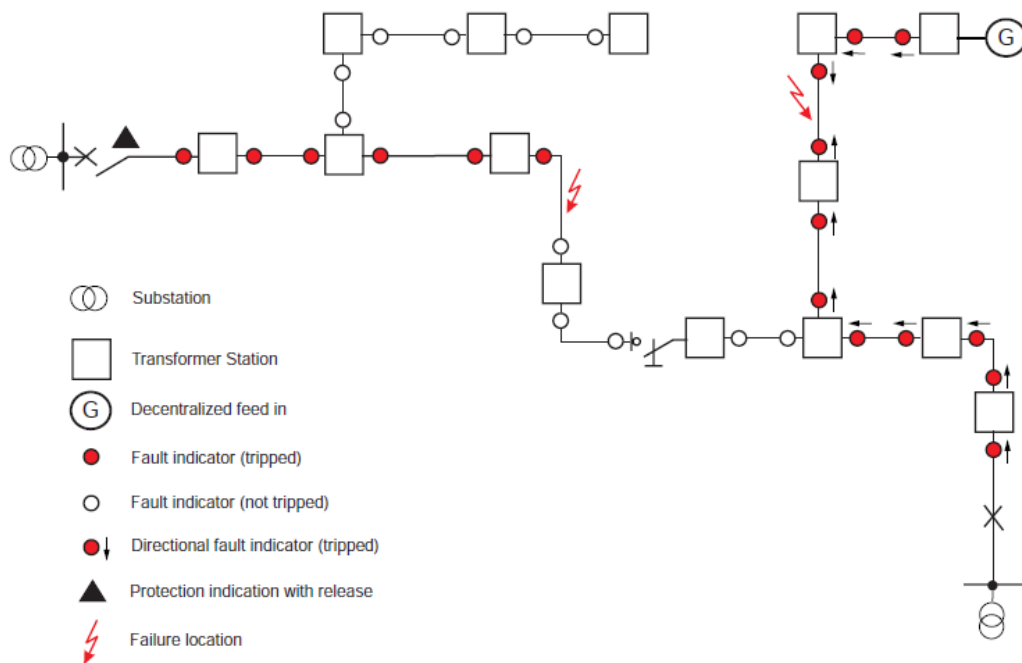 G
Substation
Transformer Station
G
Decentralized feed in
Fault indicator (tripped)
Fault indicator (not tripped)
Directional fault indicator (tripped)
Protection indication with release
Failure location